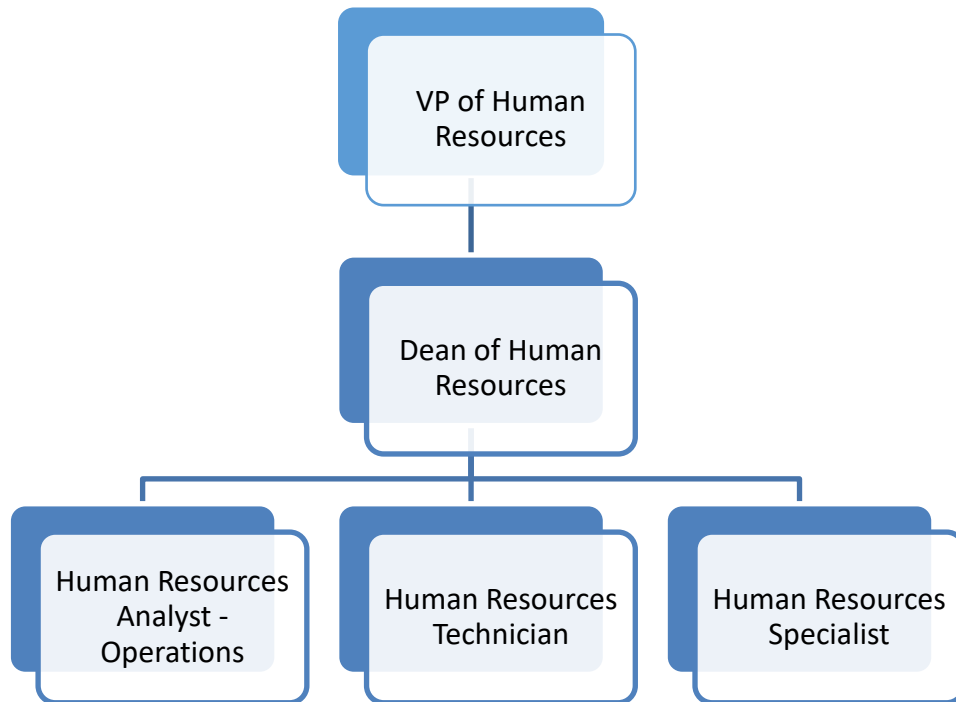 VP of Human
Resources
Dean of Human
Resources
Human Resources
Analyst -
Operations
Human Resources
Technician
Human Resources
Specialist